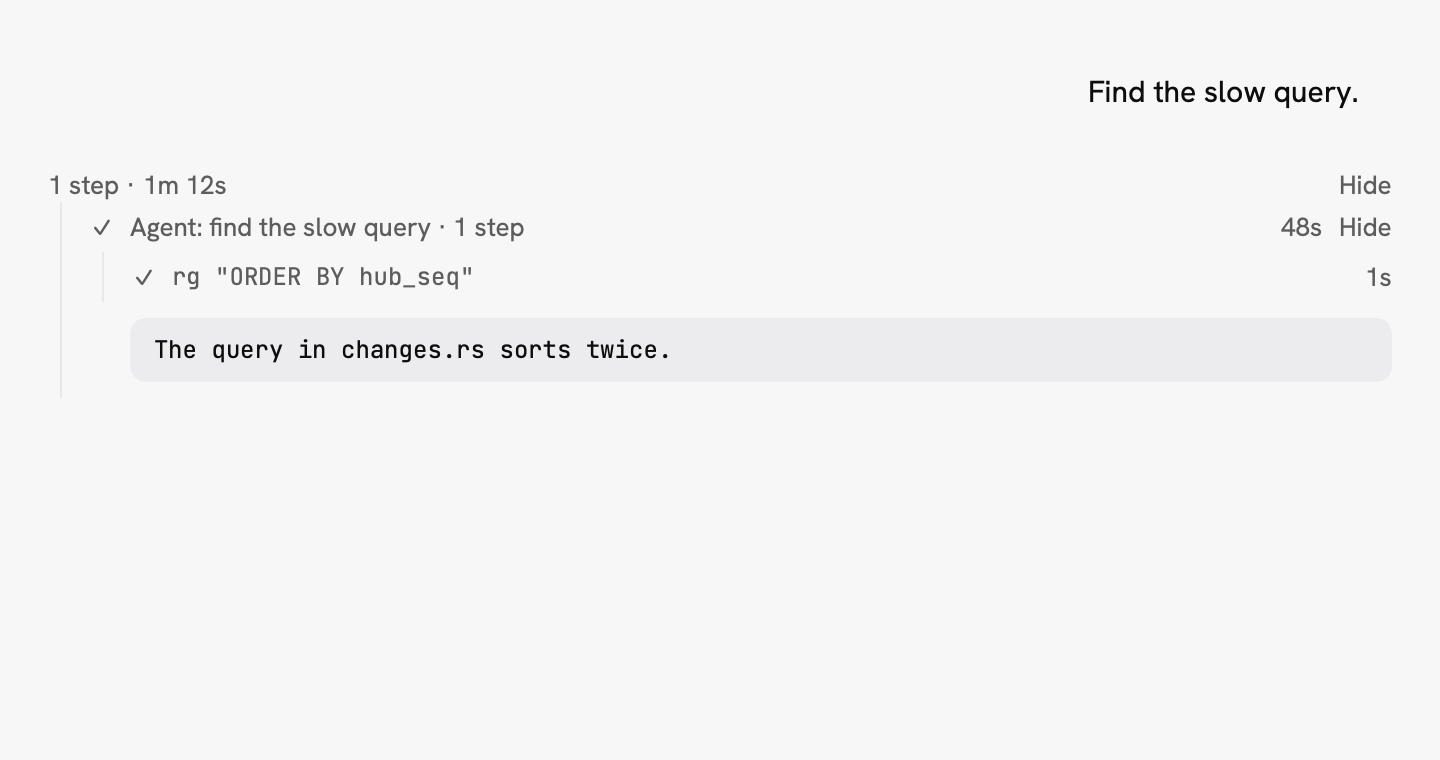 Find the slow query.
1 step · 1m 12s Hide
Agent: find the slow query · 1 step 48s Hide
rg "ORDER BY hub_seq" 1s
The query in changes.rs sorts twice.